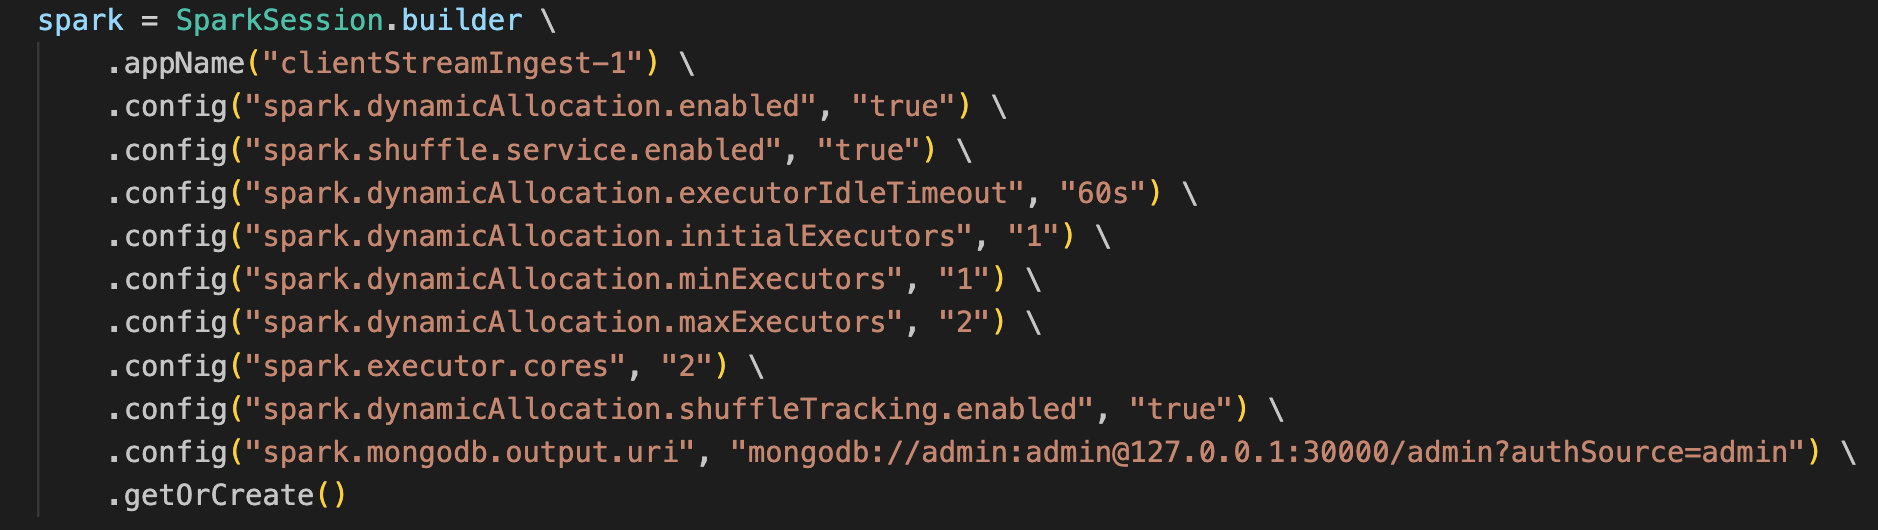 spark = SparkSession.builder \
.appName("clientStreamIngest-1") \
.config("spark.dynamicAllocation.enabled", "true") \
.config("spark.shuffle.service.enabled", "true") \
.config("spark.dynamicAllocation.executorIdleTimeout", "60s") \
.config("spark.dynamicAllocation.initialExecutors", "1") \
.config("spark.dynamicAllocation.minExecutors", "1") \
.config("spark.dynamicAllocation.maxExecutors", "2") \
.config("spark.executor.cores", "2") \
.config("spark.dynamicAllocation.shuffleTracking.enabled", "true") \
.config("spark.mongodb.output.uri", "mongodb://admin:admin@127.0.0.1:30000/admin?authSource=admin") \
.getOrCreate()